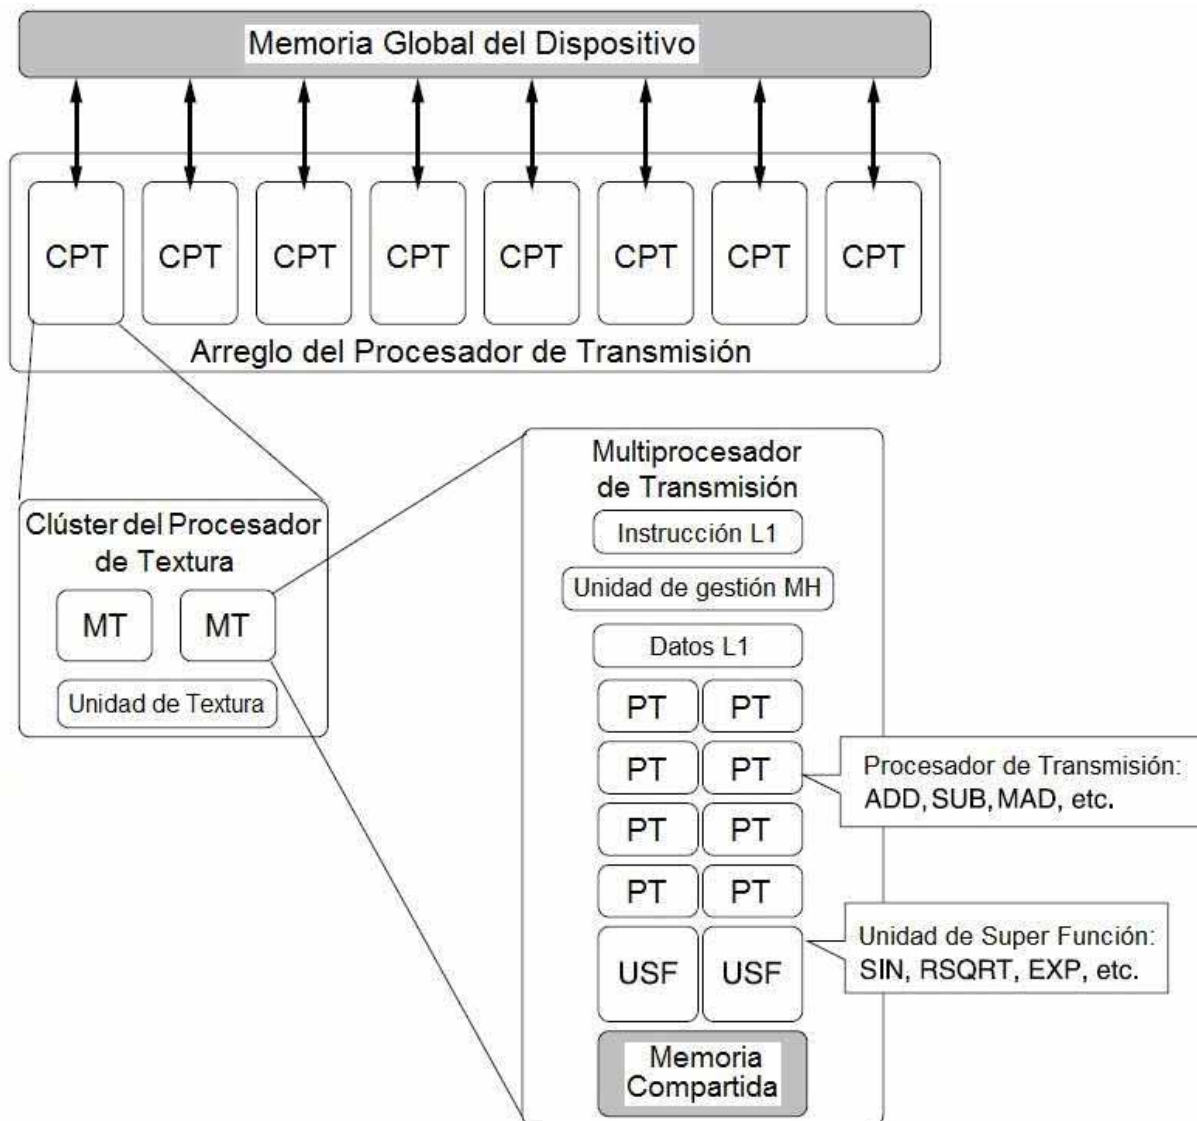 Memoria Global del Dispositivo
CPT CPT CPT CPT CPT CPT CPT CPT
Arreglo del Procesador de Transmisión
Clúster del Procesador
de Textura
MT MT
Unidad de Textura
Multiprocesador
de Transmisión
Instrucción L1
Unidad de gestión MH
Datos L1
PT PT
PT PT
PT PT
PT PT
USF USF
Memoria
Compartida
Procesador de Transmisión:
ADD, SUB, MAD, etc.
Unidad de Super Función:
SIN, RSQRT, EXP, etc.